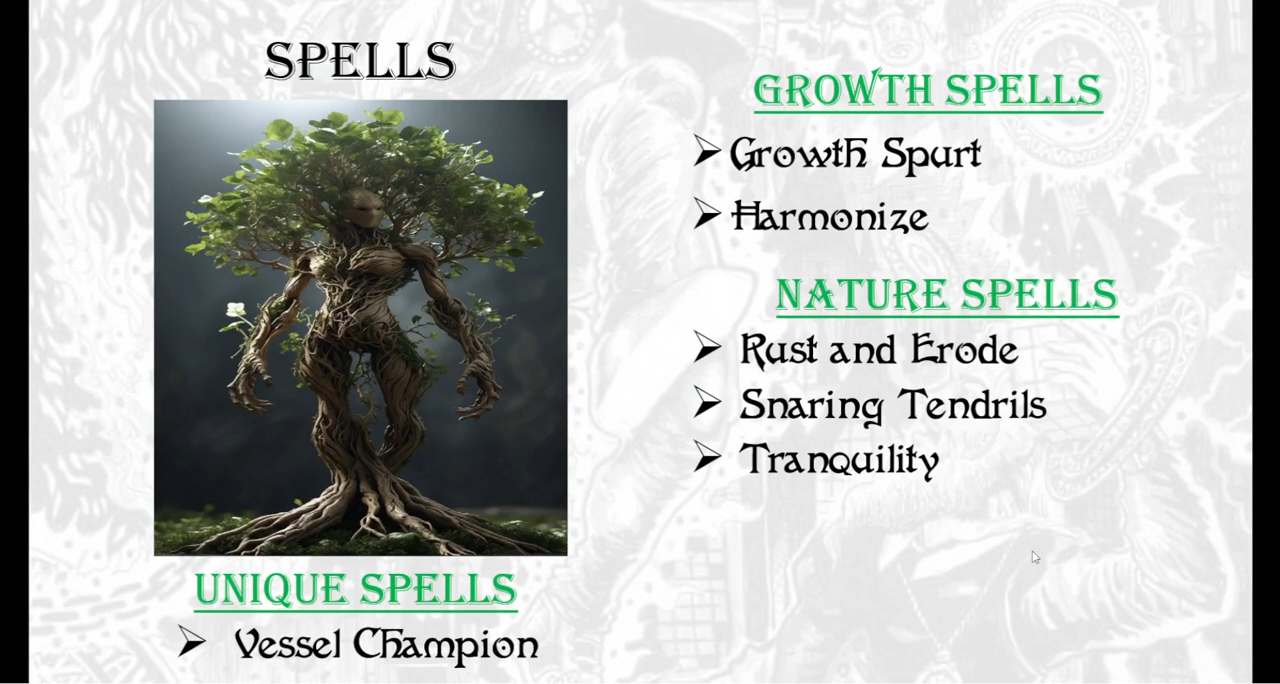 SPELLS
UNIQUE SPELLS
Vessel Champion
GROWTH SPELLS
Growth Spurt
Harmonize
NATURE SPELLS
Rust and Erode
Snaring Tendrils
Tranquility